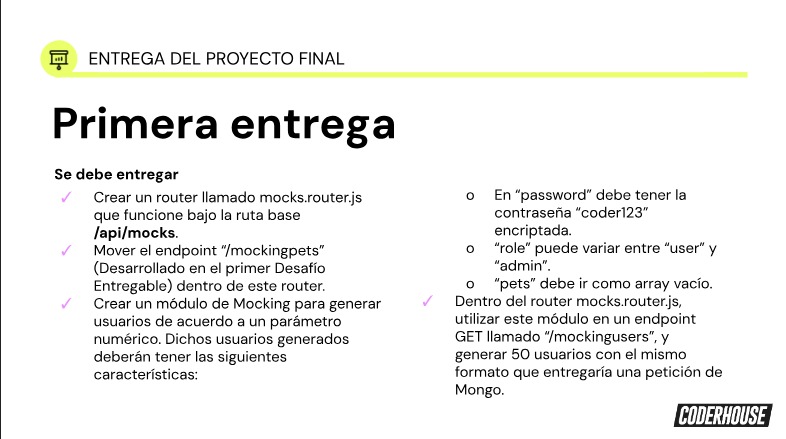 ENTREGA DEL PROYECTO FINAL
Primera entrega
Se debe entregar
✓ Crear un router llamado mocks.router.js
que funcione bajo la ruta base
/api/mocks.
✓ Mover el endpoint “/mockingpets”
(Desarrollado en el primer Desafío
Entregable) dentro de este router.
✓ Crear un módulo de Mocking para generar
usuarios de acuerdo a un parámetro
numérico. Dichos usuarios generados
deberán tener las siguientes
características:
o En “password” debe tener la
contraseña “coder123”
encriptada.
o “role” puede variar entre “user” y
“admin”.
o “pets” debe ir como array vacío.
✓ Dentro del router mocks.router.js,
utilizar este módulo en un endpoint
GET llamado “/mockingusers”, y
generar 50 usuarios con el mismo
formato que entregaría una petición de
Mongo.
CODERHOUSE